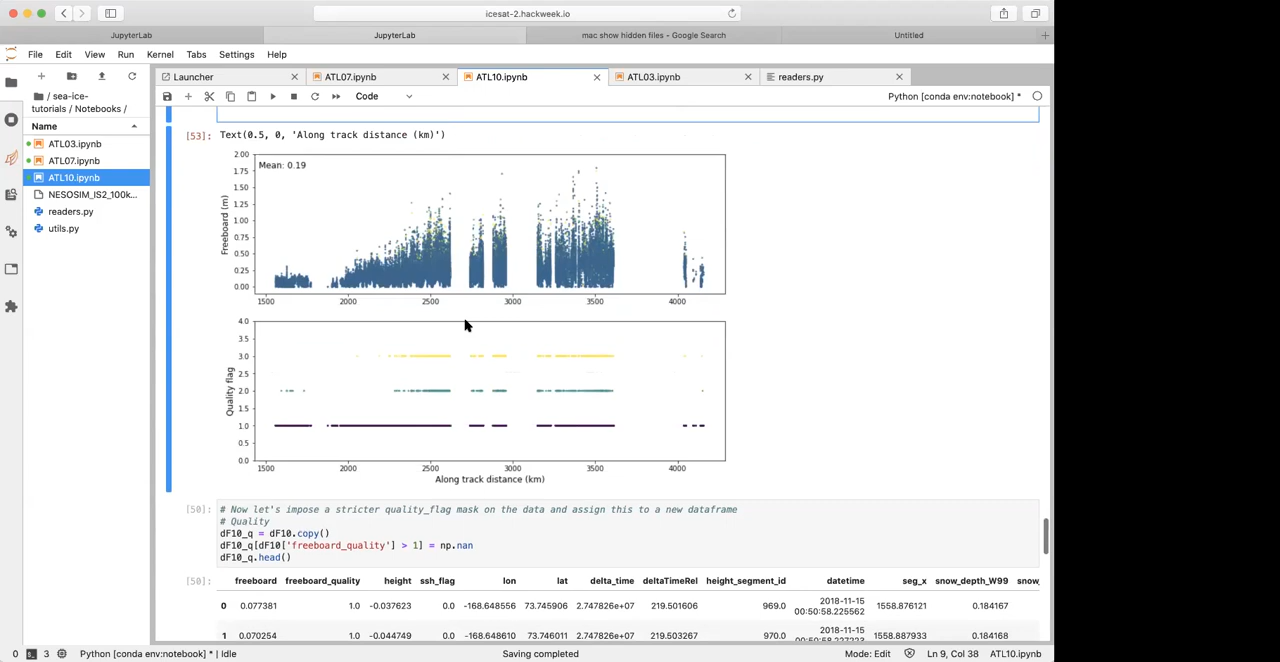 icesat-2.hackweek.io
JupyterLab
JupyterLab
mac show hidden files - Google Search
Untitled
File Edit View Run Kernel Tabs Settings Help
Launcher
ATL07.ipynb
ATL10.ipynb
ATL03.ipynb
readers.py
Code
Python [conda env:notebook] *
/ sea-ice-
tutorials / Notebooks /
Name
ATL03.ipynb
ATL07.ipynb
ATL10.ipynb
NESOSIM_IS2_100k...
readers.py
utils.py
[53]: Text(0.5, 0, 'Along track distance (km)')
Mean: 0.19
Freeboard (m)
2.00
1.75
1.50
1.25
1.00
0.75
0.50
0.25
0.00
1500 2000 2500 3000 3500 4000
Quality flag
4.0
3.5
3.0
2.5
2.0
1.5
1.0
0.5
0.0
1500 2000 2500 3000 3500 4000
Along track distance (km)
[50]: # Now let's impose a stricter quality_flag mask on the data and assign this to a new dataframe
# Quality
dF10_q = dF10.copy()
dF10_q[dF10['freeboard_quality'] > 1] = np.nan
dF10_q.head()
[50]: freeboard freeboard_quality height ssh_flag lon lat delta_time deltaTimeRel height_segment_id datetime seg_x snow_depth_W99 snow_
0 0.077381 1.0 -0.037623 0.0 -168.648556 73.745906 2.747826e+07 219.501606 969.0 2018-11-15 00:50:58.225562 1558.876121 0.184167
1 0.070254 1.0 -0.044749 0.0 -168.648610 73.746011 2.747826e+07 219.503267 970.0 2018-11-15 00:50:58.227223 1558.887933 0.184168
0 3 Python [conda env:notebook] * | Idle
Saving completed
Mode: Edit Ln 9, Col 38 ATL10.ipynb